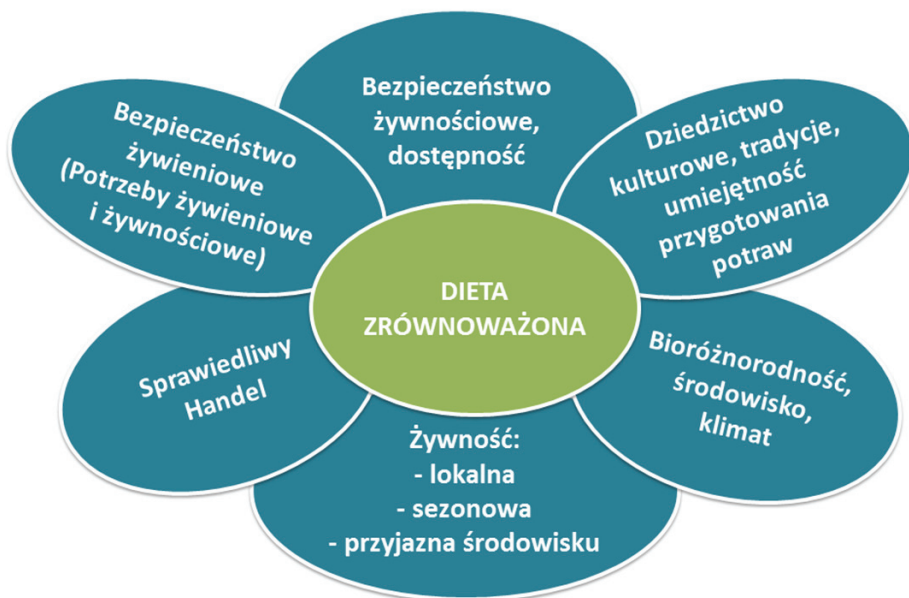 Bezpieczeństwo
żywnościowe,
dostępność
Dziedzictwo
kulturowe, tradycje,
umiejętność
przygotowania
potraw
Bioróżnorodność,
środowisko,
klimat
Żywność:
- lokalna
- sezonowa
- przyjazna środowisku
Sprawiedliwy
Handel
Bezpieczeństwo
żywieniowe
(Potrzeby żywieniowe
i żywnościowe)
DIETA
ZRÓWNOWAŻONA